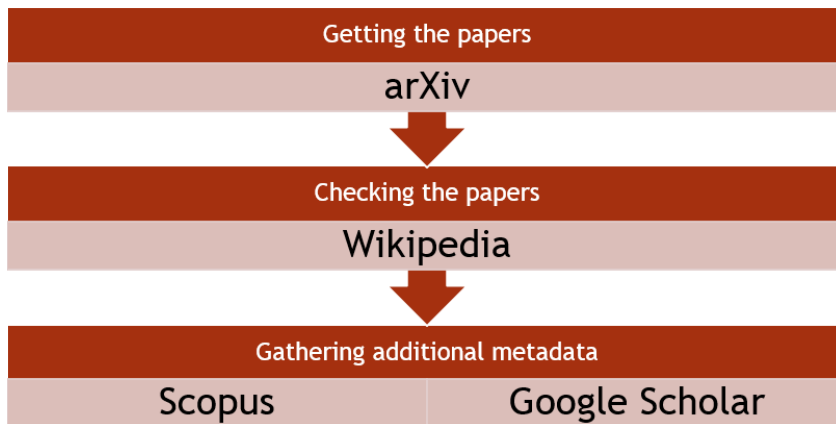 Getting the papers
arXiv
Checking the papers
Wikipedia
Gathering additional metadata
Scopus Google Scholar